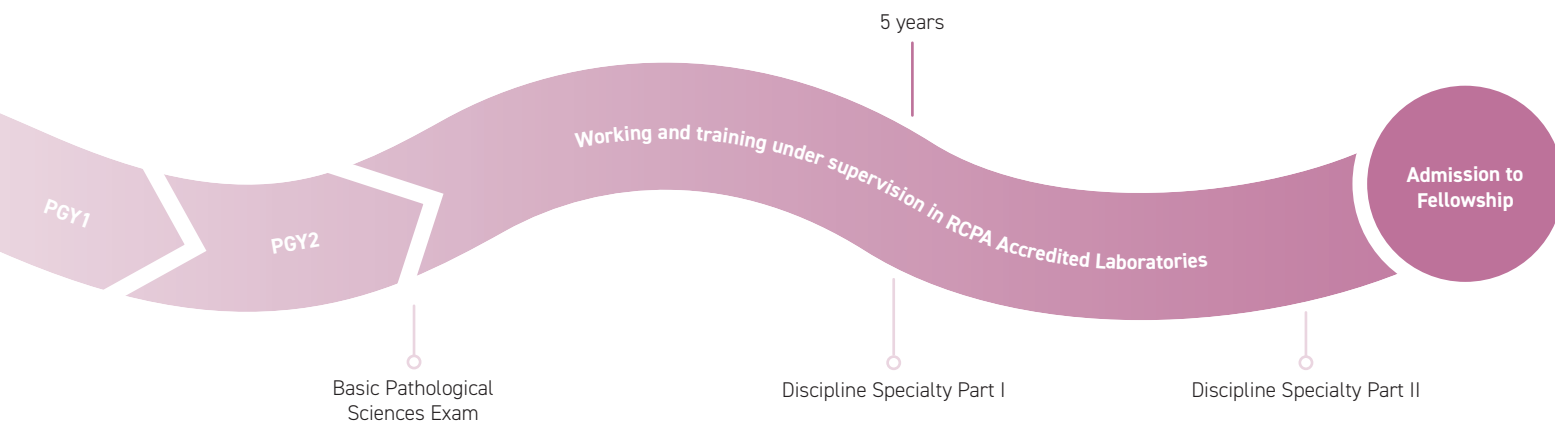 5 years
PGY1
PGY2
Working and training under supervision in RCPA Accredited Laboratories
Admission to
Fellowship
Basic Pathological
Sciences Exam
Discipline Specialty Part I
Discipline Specialty Part II